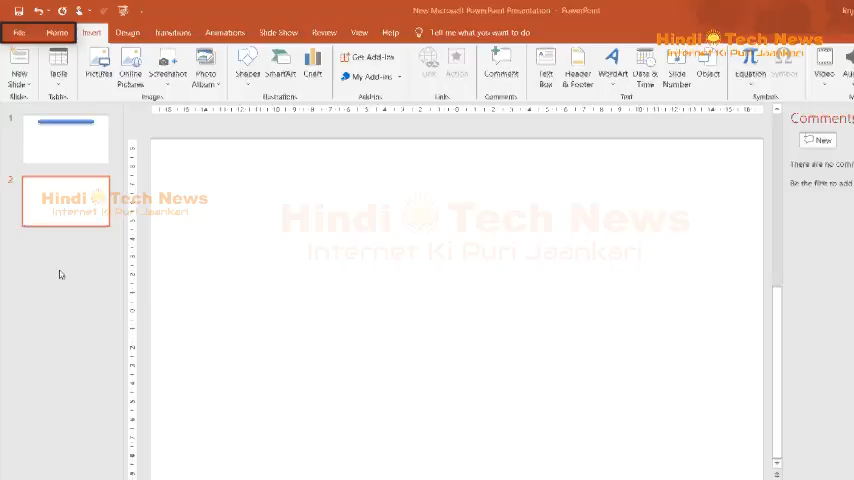 New Microsoft PowerPoint Presentation - PowerPoint
File Home Insert Design Transitions Animations Slide Show Review View Help Tell me what you want to do
Hindi Tech News
Internet Ki Puri Jaankari
New Slide
Table
Pictures
Online Pictures
Screenshot
Photo Album
Shapes
SmartArt
Chart
Get Add-ins
My Add-ins
Link
Action
Comment
Text Box
Header & Footer
WordArt
Date & Time
Slide Number
Object
Equation
Symbol
Video
Slides Tables Images Illustrations Add-ins Links Comments Text Symbols
1
2
Hindi Tech News
Internet Ki Puri Jaankari
Hindi Tech News
Internet Ki Puri Jaankari
Comments
New
There are no
Be the first to add